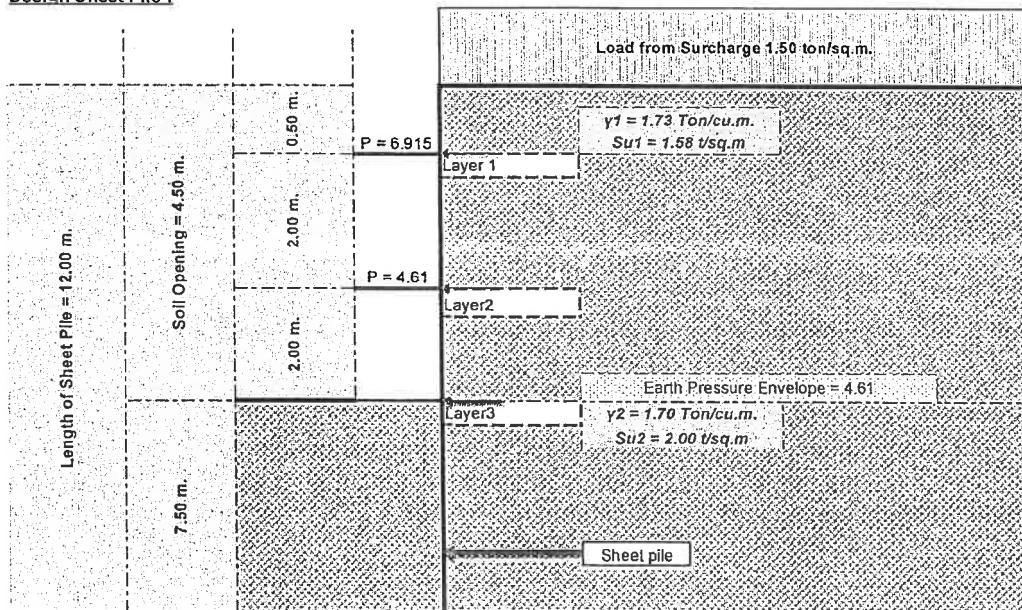 Design Sheet Pile I
Load from Surcharge 1.50 ton/sq.m.
0.50 m.
P = 6.915
γ1 = 1.73 Ton/cu.m.
Su1 = 1.58 t/sq.m
Layer 1
Length of Sheet Pile = 12.00 m.
Soil Opening = 4.50 m.
2.00 m.
P = 4.61
Layer2
2.00 m.
Earth Pressure Envelope = 4.61
Layer3
γ2 = 1.70 Ton/cu.m.
Su2 = 2.00 t/sq.m
7.50 m.
Sheet pile